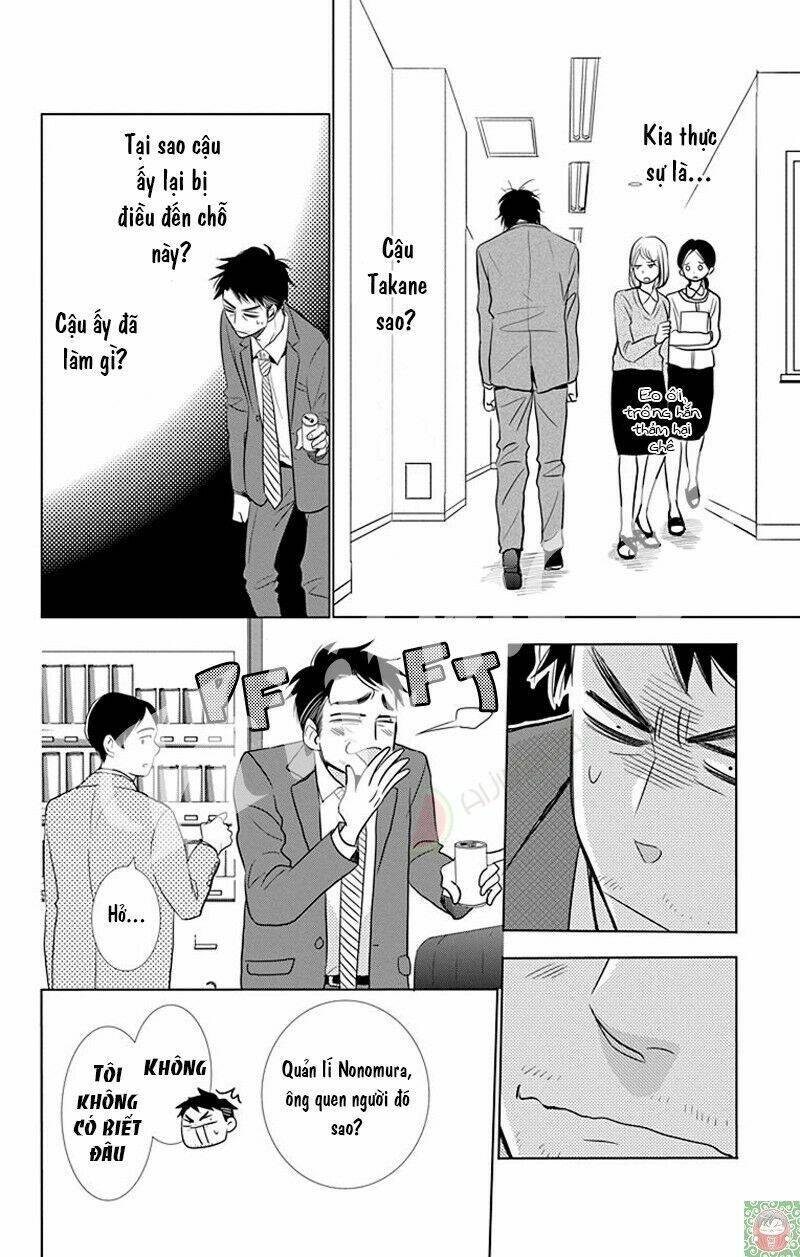 Kia thực
sự là...
Cậu
Takane
sao?
Eo ôi,
trông hắn
thảm hại
chê
Tại sao cậu
ấy lại bị
điều đến chỗ
này?
Cậu ấy đã
làm gì?
PFFFT
Hở...
Quản lí Nonomura,
ông quen người đó
sao?
KHÔNG
TÔI
KHÔNG
CÓ BIẾT
ĐÂU